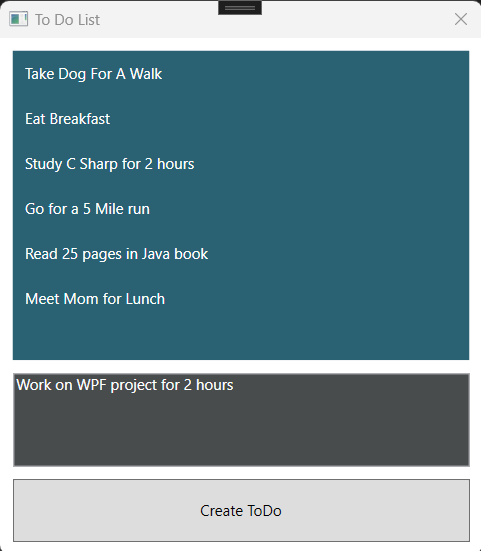 To Do List
Take Dog For A Walk
Eat Breakfast
Study C Sharp for 2 hours
Go for a 5 Mile run
Read 25 pages in Java book
Meet Mom for Lunch
Work on WPF project for 2 hours
Create ToDo